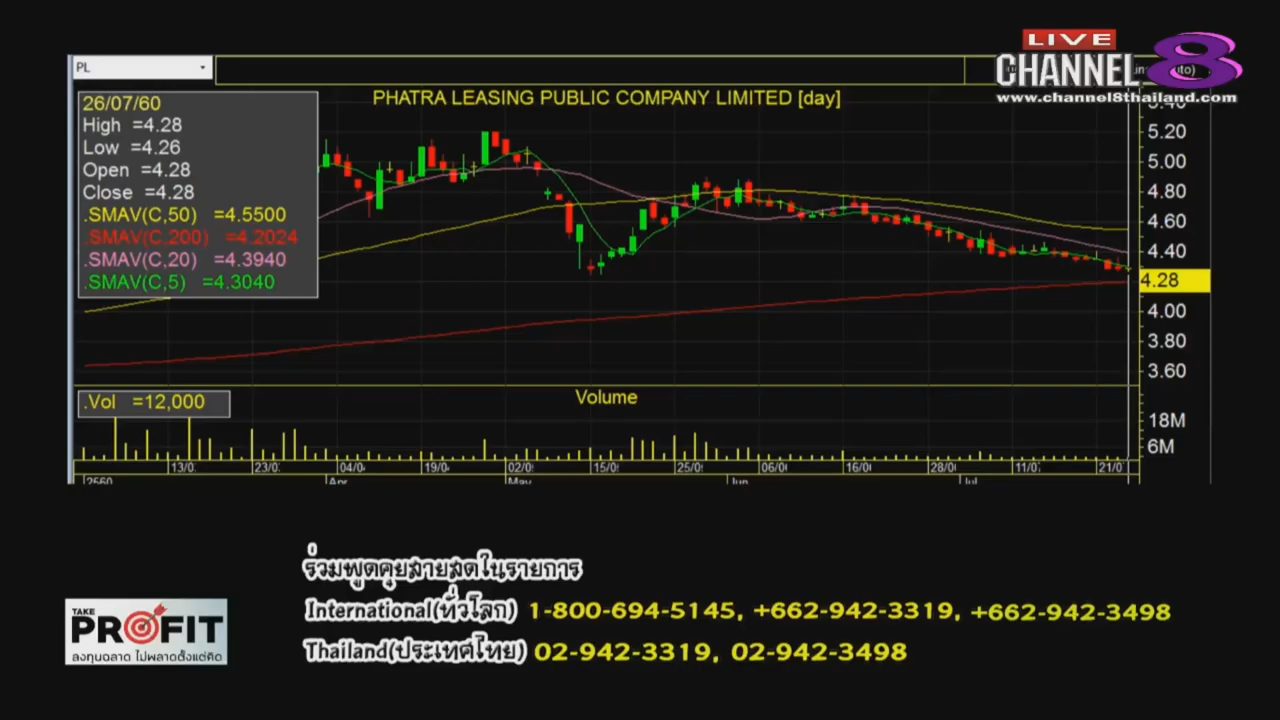 LIVE
CHANNEL 8
www.channel8thailand.com
PL
PHATRA LEASING PUBLIC COMPANY LIMITED [day]
26/07/60
High =4.28
Low =4.26
Open =4.28
Close =4.28
.SMAV(C,50) =4.5500
.SMAV(C,200) =4.2024
.SMAV(C,20) =4.3940
.SMAV(C,5) =4.3040
5.40
5.20
5.00
4.80
4.60
4.40
4.28
4.00
3.80
3.60
.Vol =12,000
Volume
18M
6M
13/0 23/0 04/0 19/0 02/0 15/0 25/0 06/0 16/0 28/0 11/0 21/0
2560 Apr May Jun Jul
ร่วมพูดคุยสายสดในรายการ
International(ทั่วโลก) 1-800-694-5145, +662-942-3319, +662-942-3498
Thailand(ประเทศไทย) 02-942-3319, 02-942-3498
TAKE
PROFIT
ลงทุนฉลาด ไม่พลาดตั้งแต่คิด